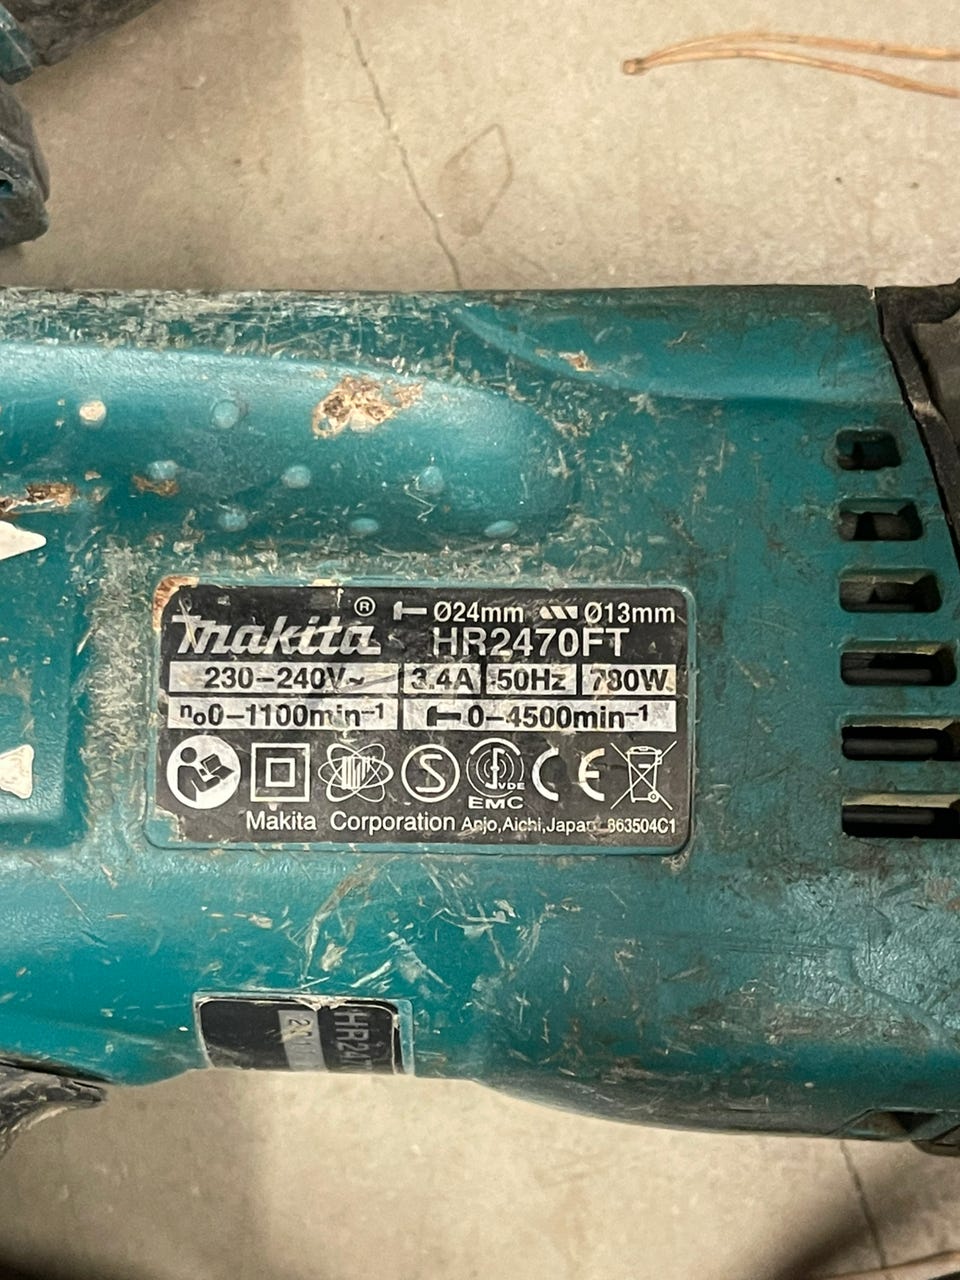 makita® Ø24mm Ø13mm
HR2470FT
230-240V~ 3.4A 50Hz 780W
n₀0-1100min⁻¹ 0-4500min⁻¹
S VDE CE
EMC
Makita Corporation Anjo,Aichi,Japan 863504C1
HR247